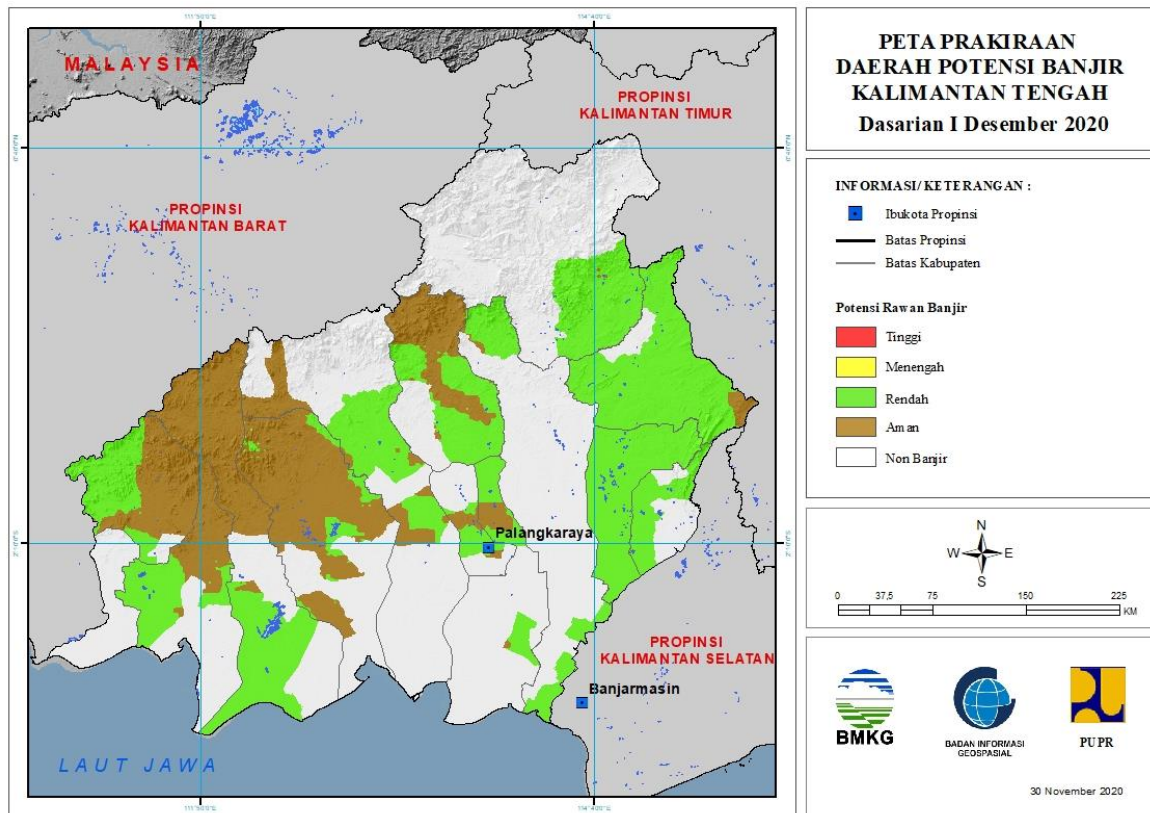 MALAYSIA
PROPINSI
KALIMANTAN TIMUR
PROPINSI
KALIMANTAN BARAT
Palangkaraya
PROPINSI
KALIMANTAN SELATAN
Banjarmasin
LAUT JAWA
PETA PRAKIRAAN
DAERAH POTENSI BANJIR
KALIMANTAN TENGAH
Dasarian I Desember 2020
INFORMASI/ KETERANGAN :
Ibukota Propinsi
Batas Propinsi
Batas Kabupaten
Potensi Rawan Banjir
Tinggi
Menengah
Rendah
Aman
Non Banjir
N
W E
S
0 37,5 75 150 225
KM
BMKG
BADAN INFORMASI
GEOSPASIAL
PUPR
30 November 2020